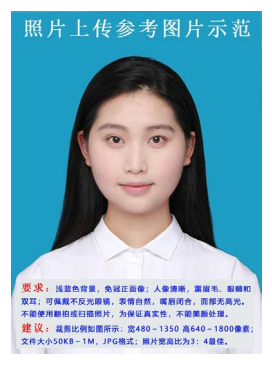 照片上传参考图片示范
要求：浅蓝色背景，免冠正面像；人像清晰，露眉毛、眼睛和
双耳；可佩戴不反光眼镜，表情自然，嘴唇闭合，面部无高光。
不能使用翻拍或扫描照片，为保证真实性，不能美颜处理。
建议：裁剪比例如图所示；宽480~1350 高640~1800像素；
文件大小50KB~1M，JPG格式；照片宽高比为3：4最佳。